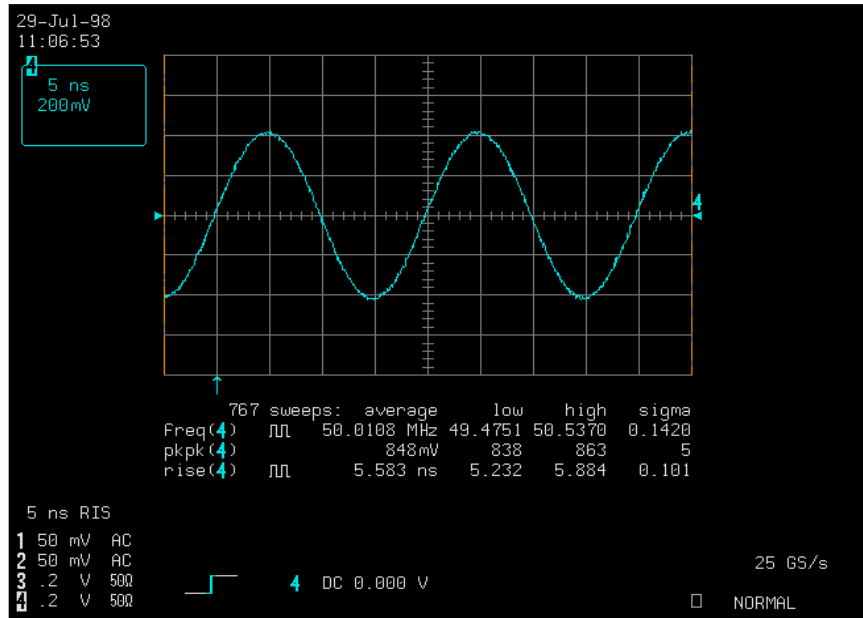 29-Jul-98
11:06:53
4
5 ns
200mV
4
767 sweeps: average low high sigma
freq(4) 50.0108 MHz 49.4751 50.5370 0.1420
pkpk(4) 848mV 838 863 5
rise(4) 5.583 ns 5.232 5.884 0.101
5 ns RIS
1 50 mV AC
2 50 mV AC
3 .2 V 50Ω
4 .2 V 50Ω
4 DC 0.000 V
25 GS/s
NORMAL